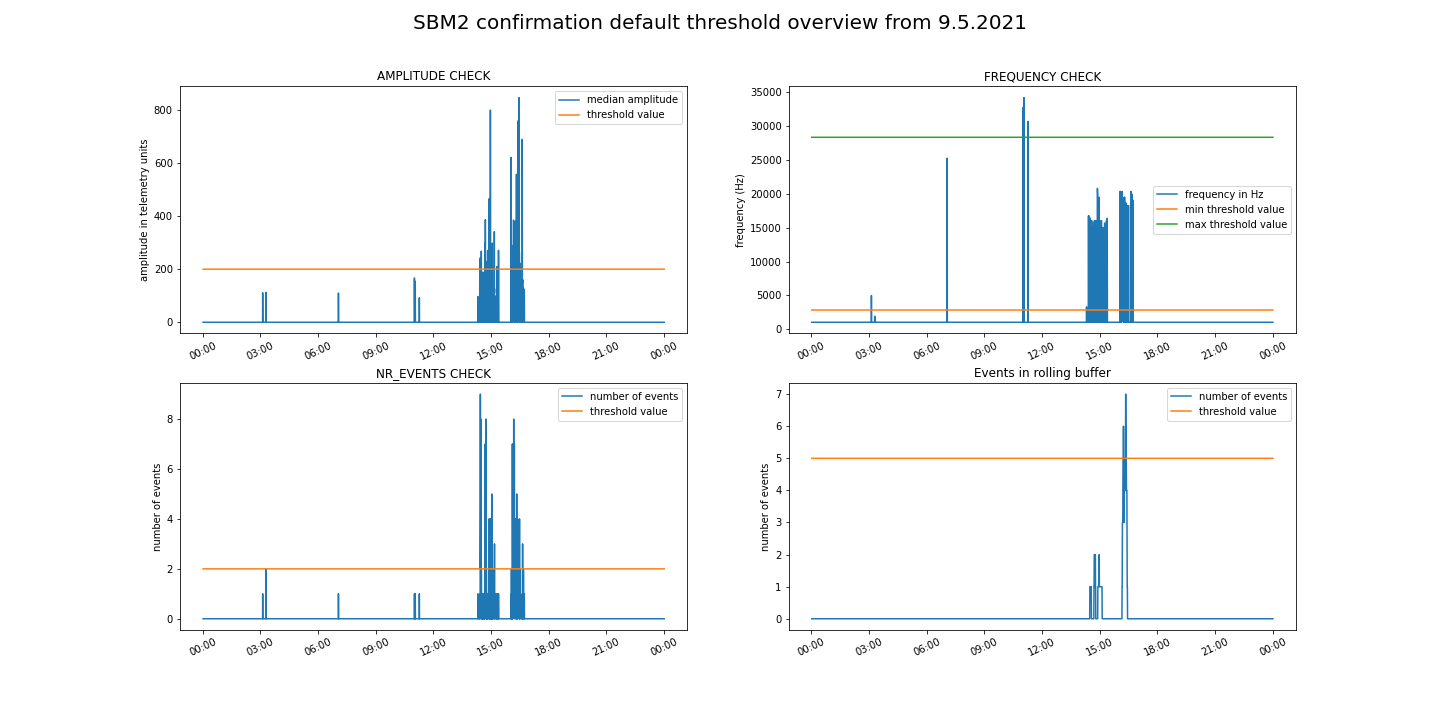 SBM2 confirmation default threshold overview from 9.5.2021
AMPLITUDE CHECK
amplitude in telemetry units
800
600
400
200
0
median amplitude
threshold value
00:00 03:00 06:00 09:00 12:00 15:00 18:00 21:00 00:00
FREQUENCY CHECK
frequency (Hz)
35000
30000
25000
20000
15000
10000
5000
0
frequency in Hz
min threshold value
max threshold value
00:00 03:00 06:00 09:00 12:00 15:00 18:00 21:00 00:00
NR_EVENTS CHECK
number of events
8
6
4
2
0
number of events
threshold value
00:00 03:00 06:00 09:00 12:00 15:00 18:00 21:00 00:00
Events in rolling buffer
number of events
7
6
5
4
3
2
1
0
number of events
threshold value
00:00 03:00 06:00 09:00 12:00 15:00 18:00 21:00 00:00